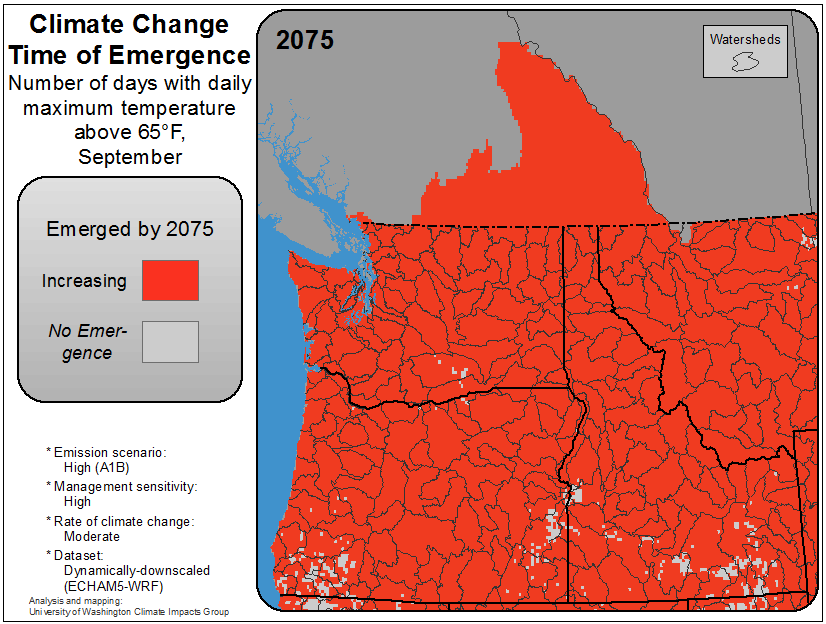 Climate Change
Time of Emergence
Number of days with daily
maximum temperature
above 65°F,
September
Emerged by 2075
Increasing
No Emer-
gence
* Emission scenario:
High (A1B)
* Management sensitivity:
High
* Rate of climate change:
Moderate
* Dataset:
Dynamically-downscaled
(ECHAM5-WRF)
Analysis and mapping:
University of Washington Climate Impacts Group
2075
Watersheds